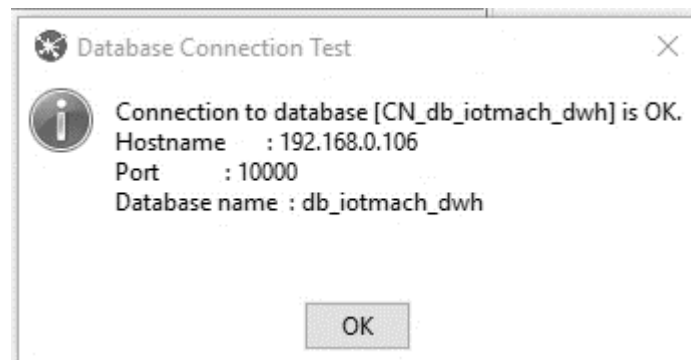 Database Connection Test
Connection to database [CN_db_iotmach_dwh] is OK.
Hostname : 192.168.0.106
Port : 10000
Database name : db_iotmach_dwh
OK